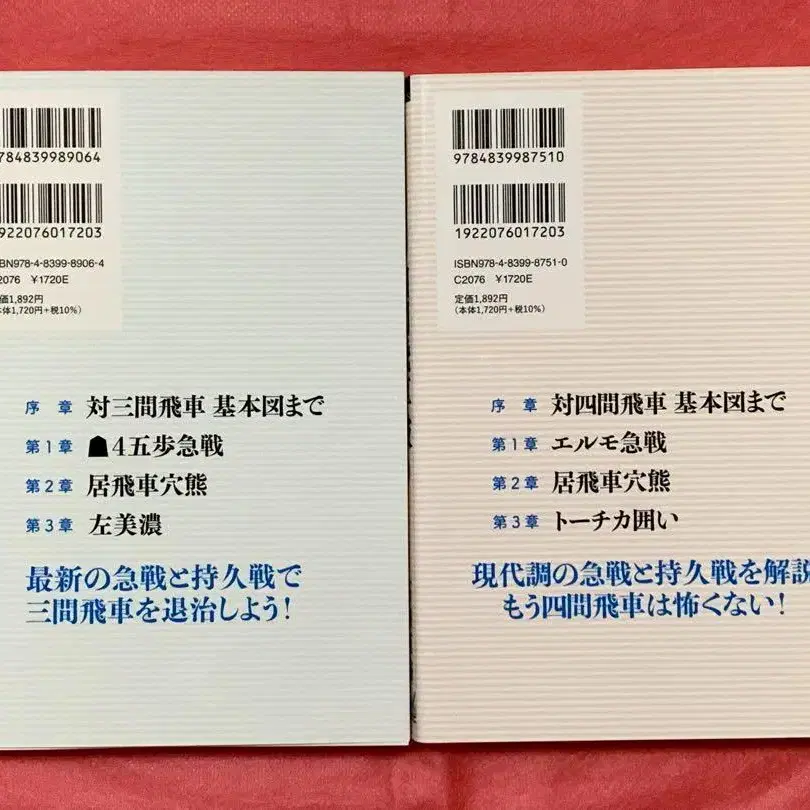 784839989064
922076017203
BN978-4-8399-8906-4
2076 ¥1720E
価1,892円
体1,720円+税10%)
序 章 対三間飛車 基本図まで
第1章 ☗4五歩急戦
第2章 居飛車穴熊
第3章 左美濃
最新の急戦と持久戦で
三間飛車を退治しよう!
9784839987510
1922076017203
ISBN978-4-8399-8751-0
C2076 ¥1720E
定価1,892円
(本体1,720円+税10%)
序 章 対四間飛車 基本図まで
第1章 エルモ急戦
第2章 居飛車穴熊
第3章 トーチカ囲い
現代調の急戦と持久戦を解説
もう四間飛車は怖くない!